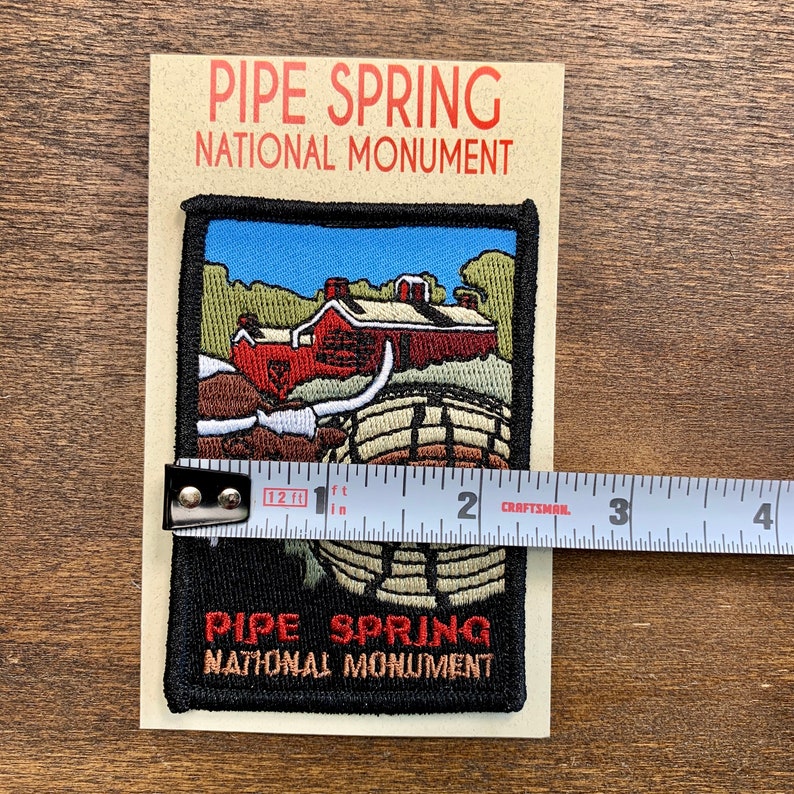 PIPE SPRING
NATIONAL MONUMENT
12 ft 1 ft in 2 CRAFTSMAN. 3 4
PIPE SPRING
NATIONAL MONUMENT